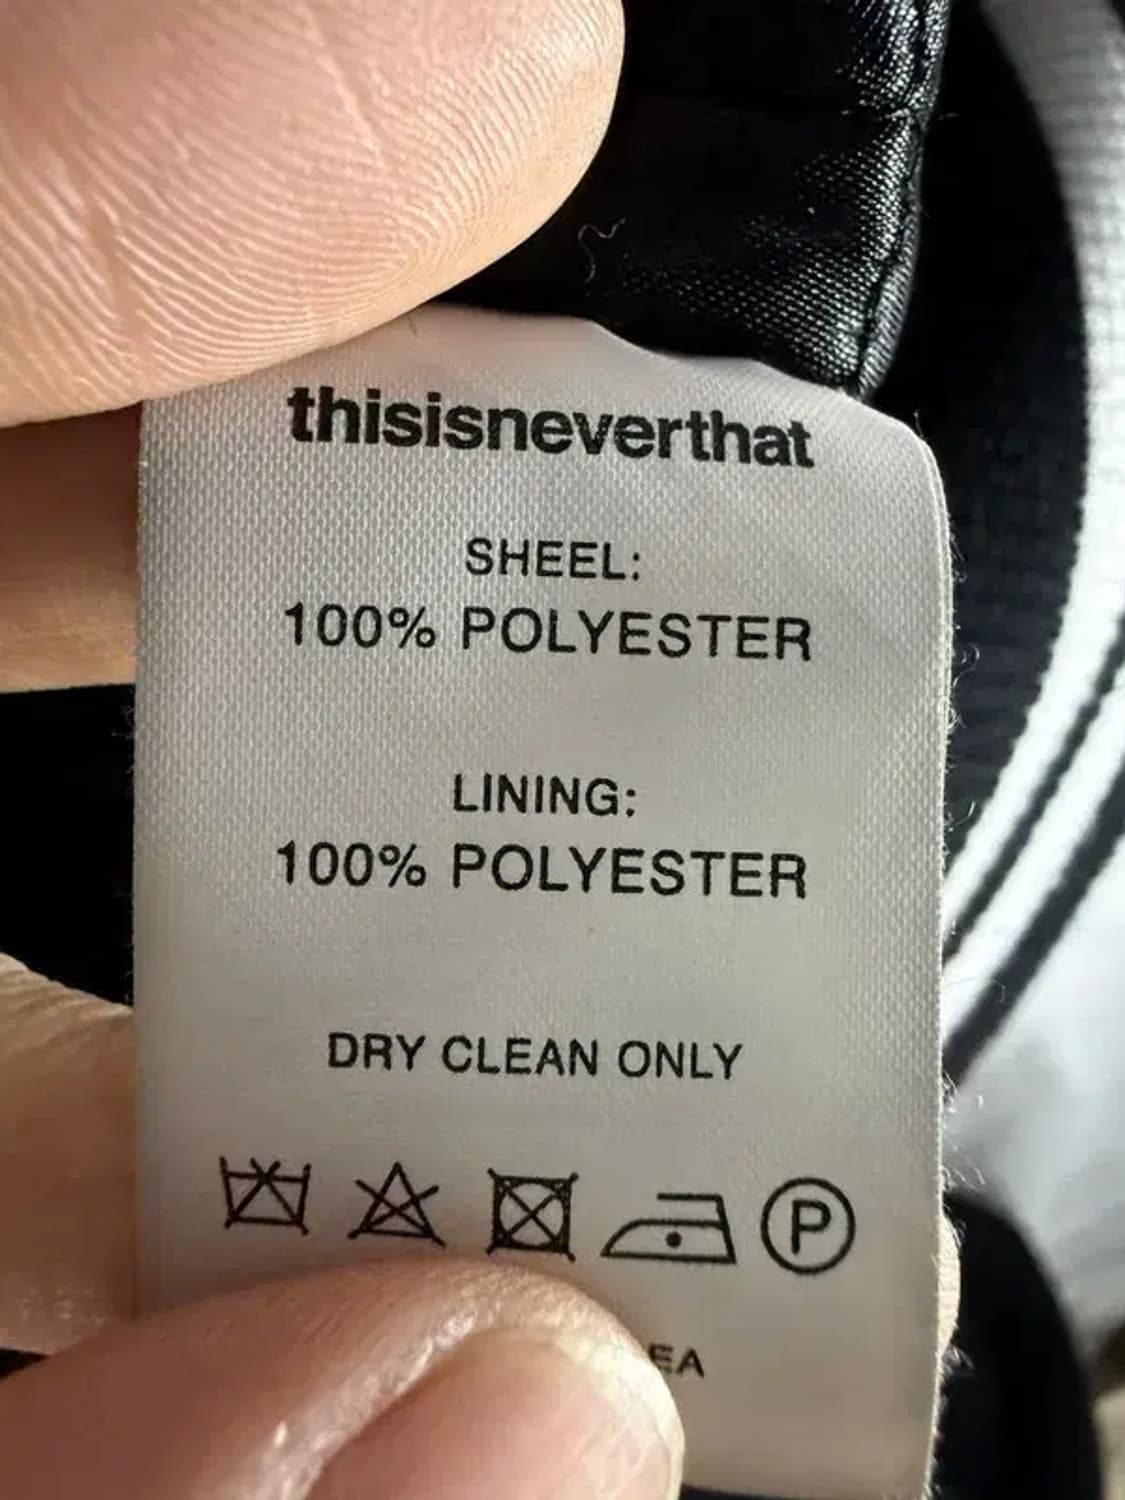 thisisneverthat
SHEEL:
100% POLYESTER
LINING:
100% POLYESTER
DRY CLEAN ONLY
P